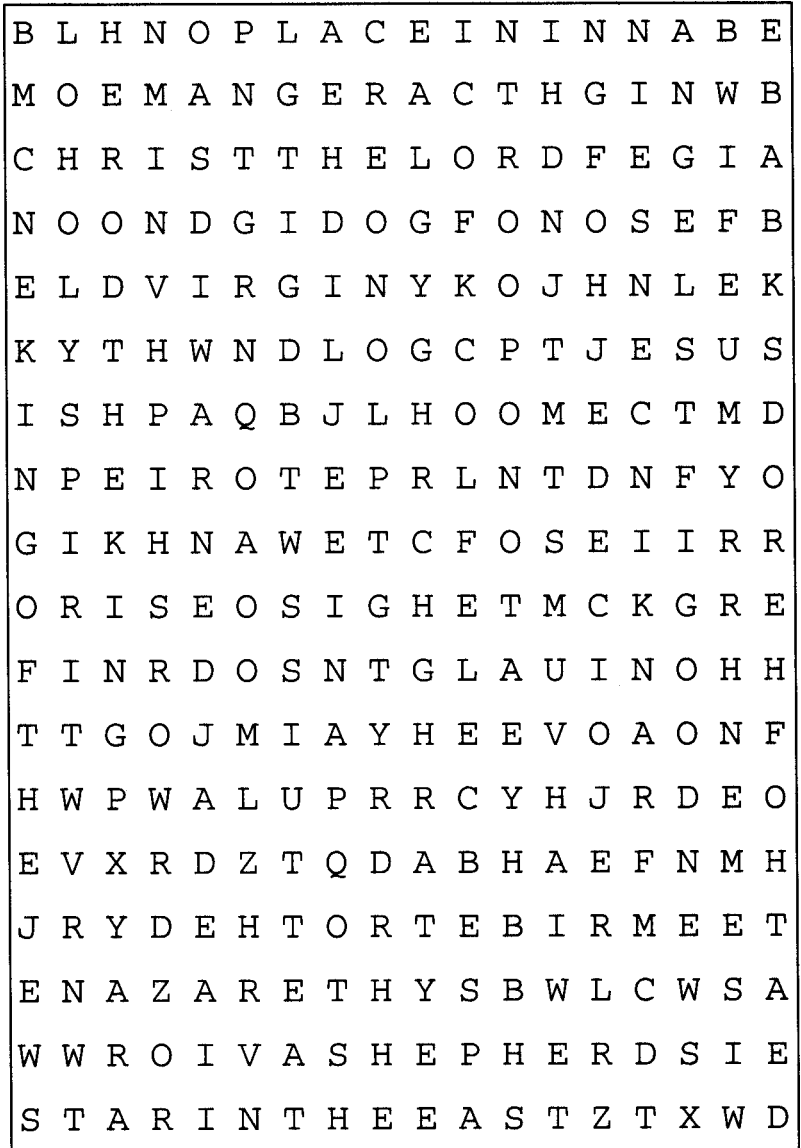 B L H N O P L A C E I N I N N A B E
M O E M A N G E R A C T H G I N W B
C H R I S T T H E L O R D F E G I A
N O O N D G I D O G F O N O S E F B
E L D V I R G I N Y K O J H N L E K
K Y T H W N D L O G C P T J E S U S
I S H P A Q B J L H O O M E C T M D
N P E I R O T E P R L N T D N F Y O
G I K H N A W E T C F O S E I I R R
O R I S E O S I G H E T M C K G R E
F I N R D O S N T G L A U I N O H H
T T G O J M I A Y H E E V O A O N F
H W P W A L U P R R C Y H J R D E O
E V X R D Z T Q D A B H A E F N M H
J R Y D E H T O R T E B I R M E E T
E N A Z A R E T H Y S B W L C W S A
W W R O I V A S H E P H E R D S I E
S T A R I N T H E E A S T Z T X W D